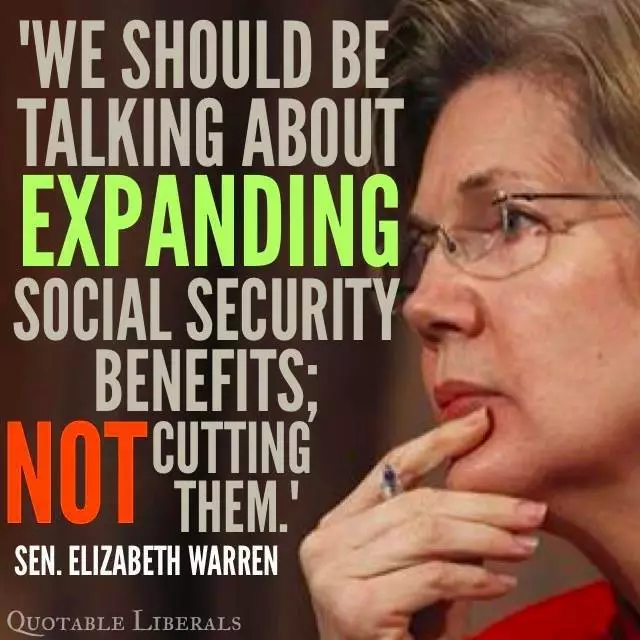 'WE SHOULD BE
TALKING ABOUT
EXPANDING
SOCIAL SECURITY
BENEFITS;
NOT CUTTING
THEM.'
SEN. ELIZABETH WARREN
QUOTABLE LIBERALS